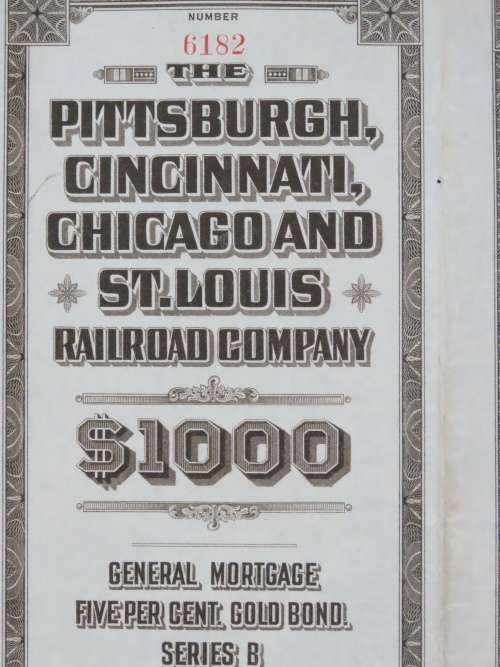 NUMBER
6182
THE
PITTSBURGH,
CINCINNATI,
CHICAGO AND
ST. LOUIS
RAILROAD COMPANY
$1000
GENERAL MORTGAGE
FIVE PER CENT. GOLD BOND.
SERIES B